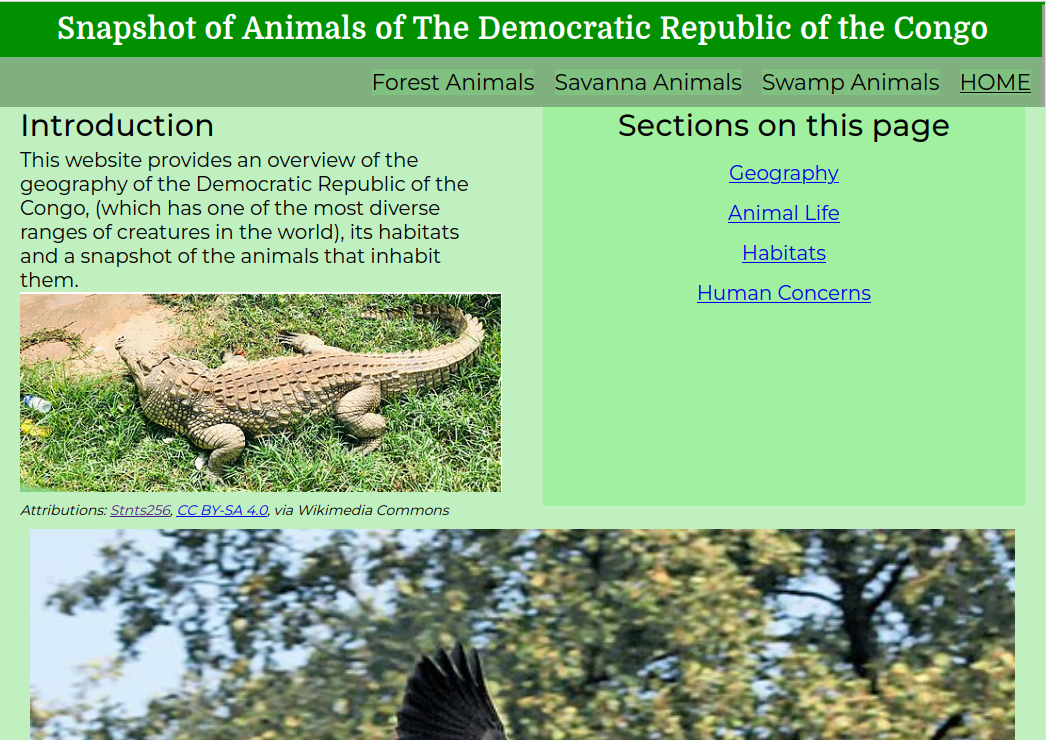 Snapshot of Animals of The Democratic Republic of the Congo
Forest Animals Savanna Animals Swamp Animals HOME
Introduction
This website provides an overview of the
geography of the Democratic Republic of the
Congo, (which has one of the most diverse
ranges of creatures in the world), its habitats
and a snapshot of the animals that inhabit
them.
Attributions: Stnts256, CC BY-SA 4.0, via Wikimedia Commons
Sections on this page
Geography
Animal Life
Habitats
Human Concerns